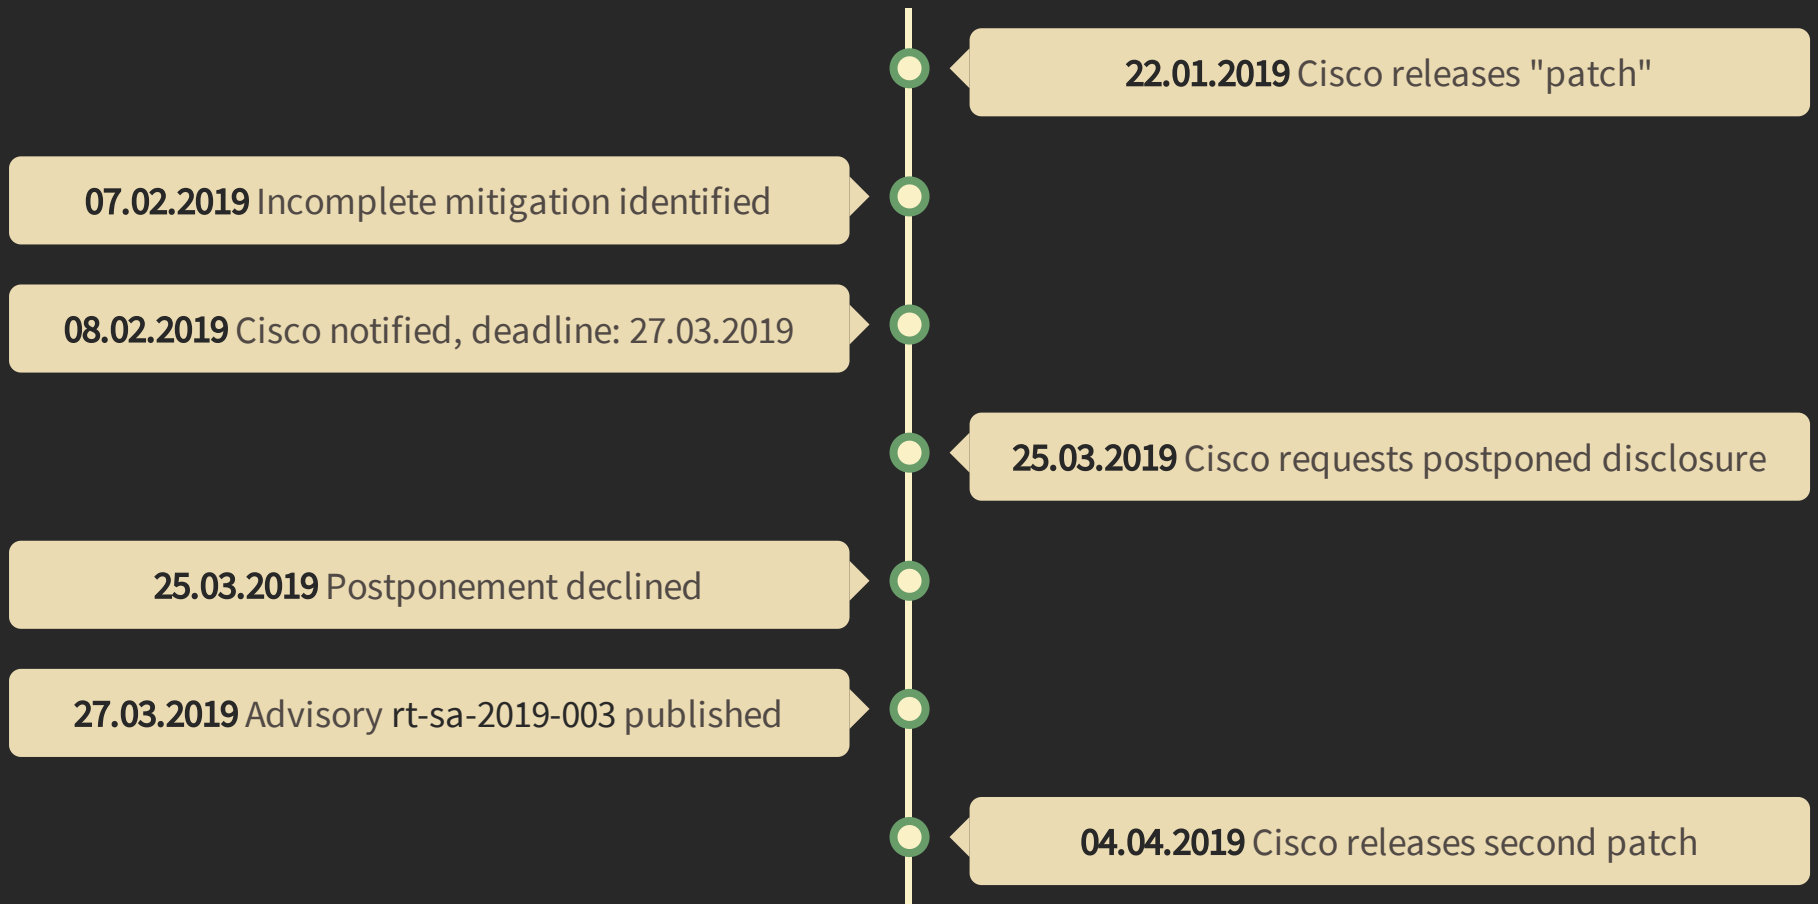 22.01.2019 Cisco releases "patch"
07.02.2019 Incomplete mitigation identified
08.02.2019 Cisco notified, deadline: 27.03.2019
25.03.2019 Cisco requests postponed disclosure
25.03.2019 Postponement declined
27.03.2019 Advisory rt-sa-2019-003 published
04.04.2019 Cisco releases second patch